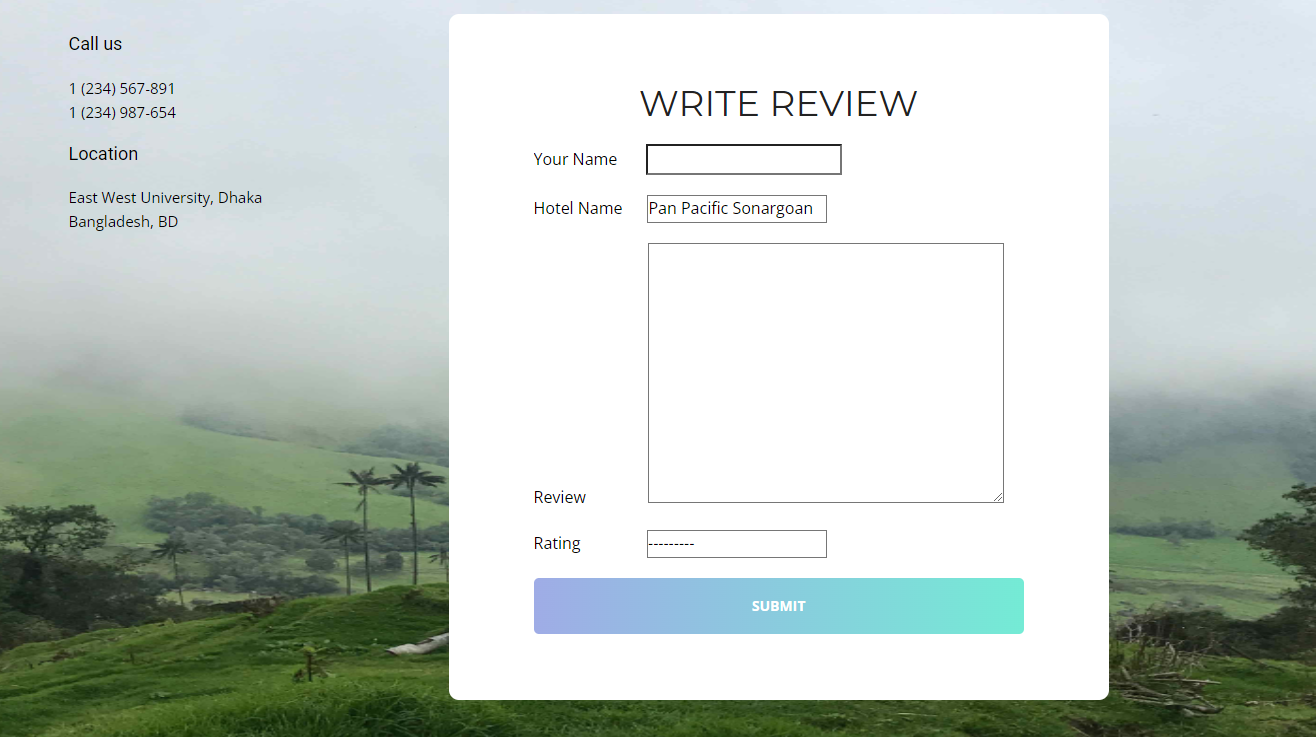 Call us
1 (234) 567-891
1 (234) 987-654
Location
East West University, Dhaka
Bangladesh, BD
WRITE REVIEW
Your Name
Hotel Name Pan Pacific Sonargoan
Review
Rating ---------
SUBMIT